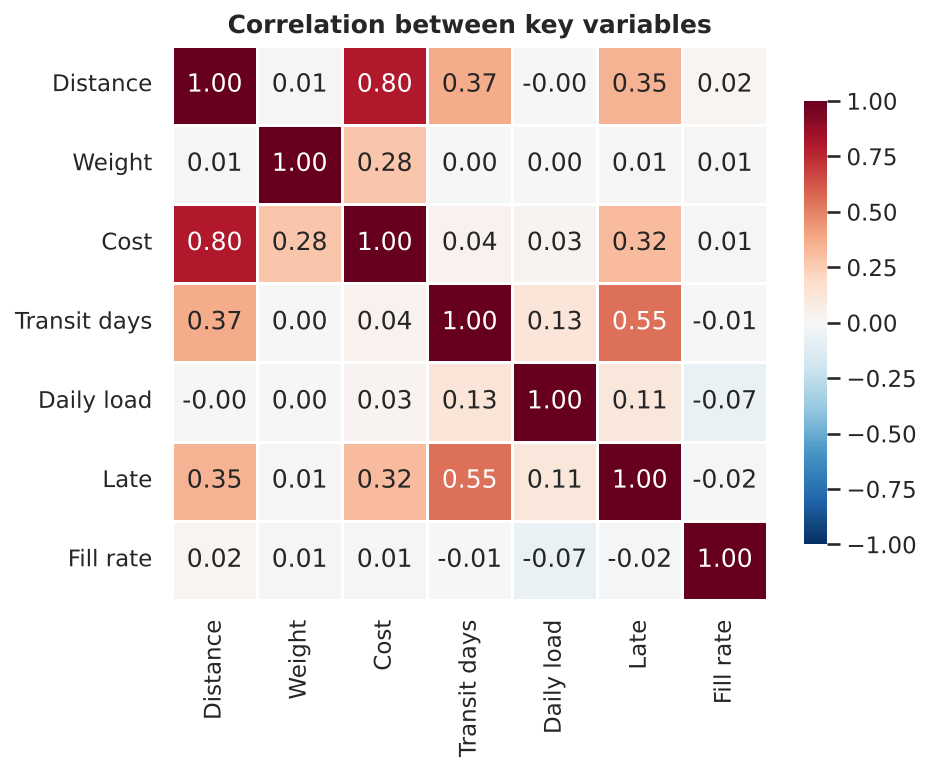 Correlation between key variables
Distance 1.00 0.01 0.80 0.37 -0.00 0.35 0.02
Weight 0.01 1.00 0.28 0.00 0.00 0.01 0.01
Cost 0.80 0.28 1.00 0.04 0.03 0.32 0.01
Transit days 0.37 0.00 0.04 1.00 0.13 0.55 -0.01
Daily load -0.00 0.00 0.03 0.13 1.00 0.11 -0.07
Late 0.35 0.01 0.32 0.55 0.11 1.00 -0.02
Fill rate 0.02 0.01 0.01 -0.01 -0.07 -0.02 1.00
Distance
Weight
Cost
Transit days
Daily load
Late
Fill rate
1.00
0.75
0.50
0.25
0.00
−0.25
−0.50
−0.75
−1.00